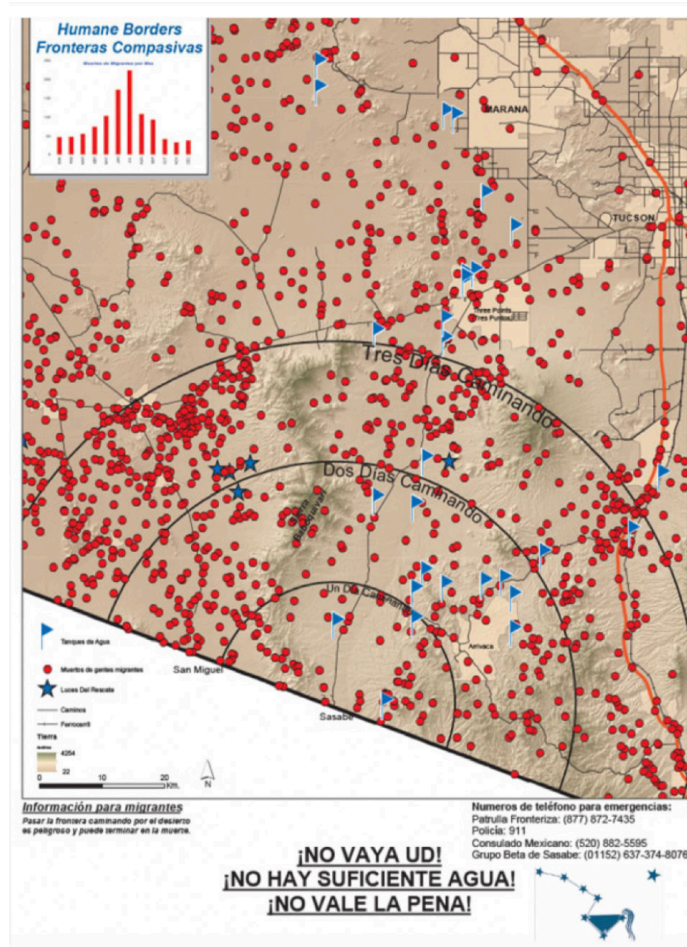 Humane Borders
Fronteras Compasivas
Muertos de Migrantes por Mes
MARANA
TUCSON
Three Points
Tres Puntos
Tres Días Caminando
Dos Días Caminando
Sierra
Un Día Caminando
Arrivaca
San Miguel
Sasabe
Tanques de Agua
Muertos de gentes migrantes
Luces Del Rescate
Caminos
Ferrocarril
Tierra
4254
22
0 10 20
Km.
N
Información para migrantes
Pasar la frontera caminando por el desierto
es peligroso y puede terminar en la muerte.
Numeros de teléfono para emergencias:
Patrulla Fronteriza: (877) 872-7435
Policía: 911
Consulado Mexicano: (520) 882-5595
Grupo Beta de Sasabe: (01152) 637-374-8076
¡NO VAYA UD!
¡NO HAY SUFICIENTE AGUA!
¡NO VALE LA PENA!